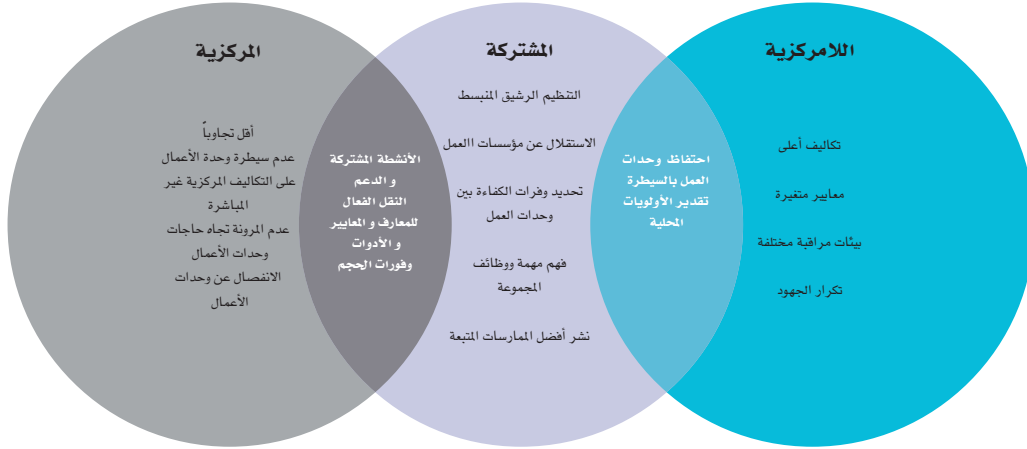 اللامركزية
تكاليف أعلى
معايير متغيرة
بيئات مراقبة مختلفة
تكرار الجهود
احتفاظ وحدات
العمل بالسيطرة
تقدير الأولويات
المحلية
المشتركة
التنظيم الرشيق المنبسط
الاستقلال عن مؤسسات االعمل
تحديد وفرات الكفاءة بين
وحدات العمل
فهم مهمة ووظائف
المجموعة
نشر أفضل الممارسات المتبعة
الأنشطة المشتركة
و الدعم
النقل الفعال
للمعارف و المعايير
و الأدوات
وفورات الحجم
المركزية
أقل تجاوباً
عدم سيطرة وحدة الأعمال
على التكاليف المركزية غير
المباشرة
عدم المرونة تجاه حاجات
وحدات الأعمال
الانفصال عن وحدات
الأعمال